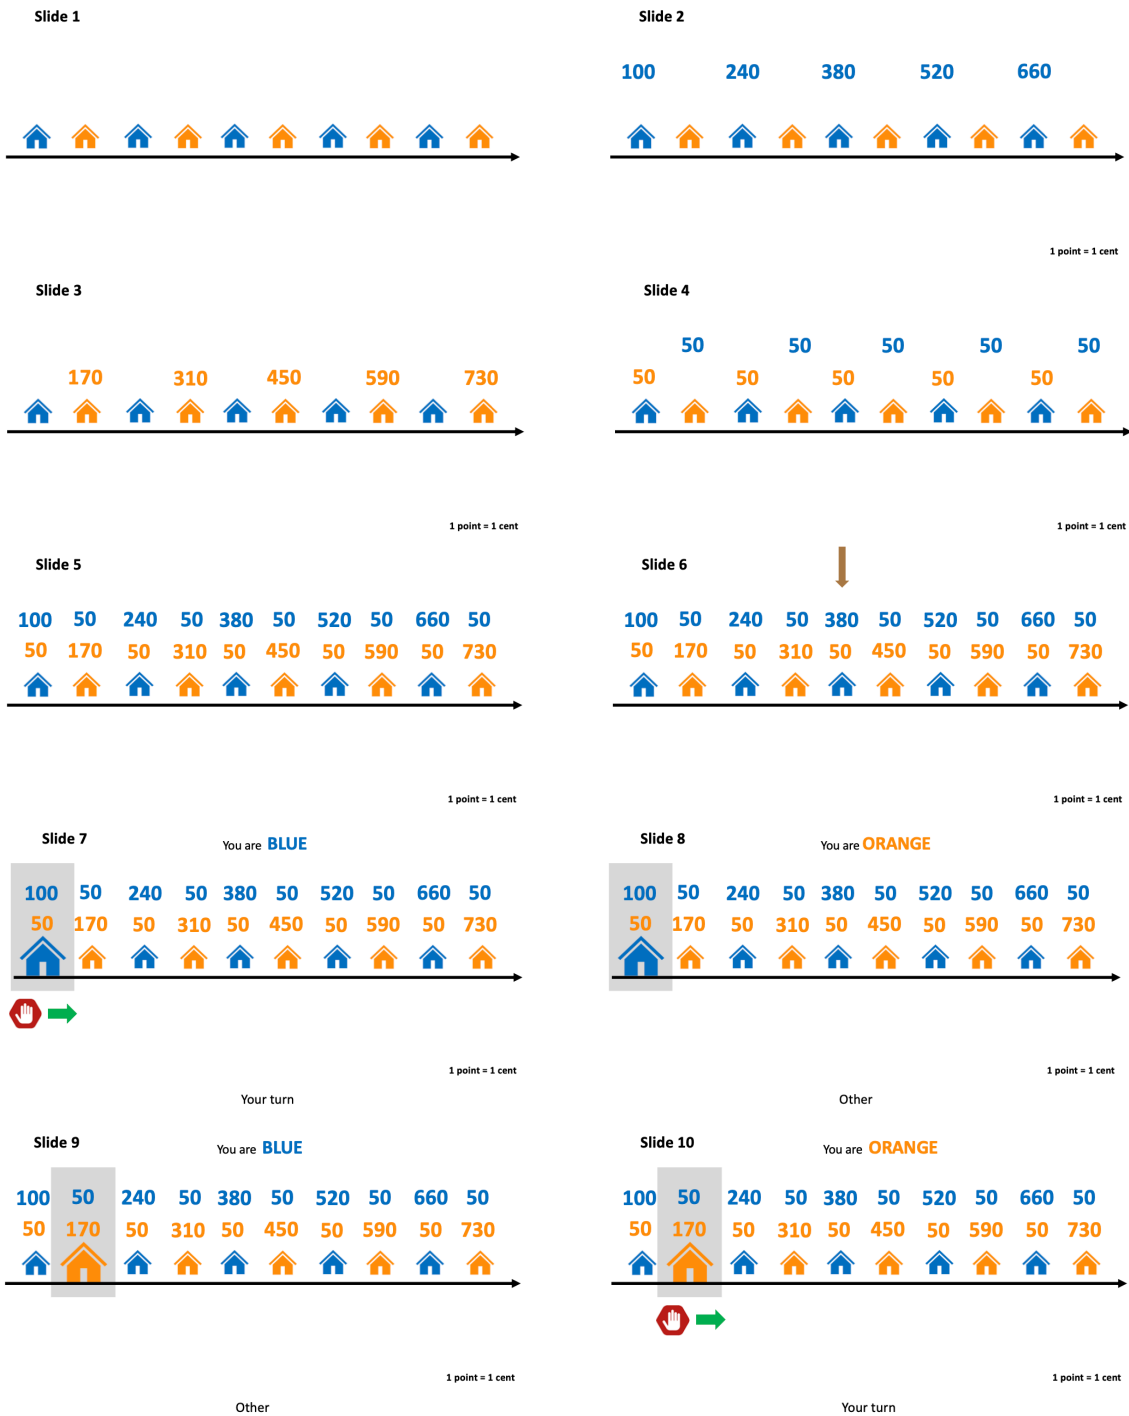 Slide 1
Slide 2
100 240 380 520 660
1 point = 1 cent
Slide 3
170 310 450 590 730
1 point = 1 cent
Slide 4
50 50 50 50 50
50 50 50 50 50
1 point = 1 cent
Slide 5
100 50 240 50 380 50 520 50 660 50
50 170 50 310 50 450 50 590 50 730
1 point = 1 cent
Slide 6
100 50 240 50 380 50 520 50 660 50
50 170 50 310 50 450 50 590 50 730
1 point = 1 cent
Slide 7
You are BLUE
100 50 240 50 380 50 520 50 660 50
50 170 50 310 50 450 50 590 50 730
1 point = 1 cent
Your turn
Slide 8
You are ORANGE
100 50 240 50 380 50 520 50 660 50
50 170 50 310 50 450 50 590 50 730
1 point = 1 cent
Other
Slide 9
You are BLUE
100 50 240 50 380 50 520 50 660 50
50 170 50 310 50 450 50 590 50 730
1 point = 1 cent
Other
Slide 10
You are ORANGE
100 50 240 50 380 50 520 50 660 50
50 170 50 310 50 450 50 590 50 730
1 point = 1 cent
Your turn